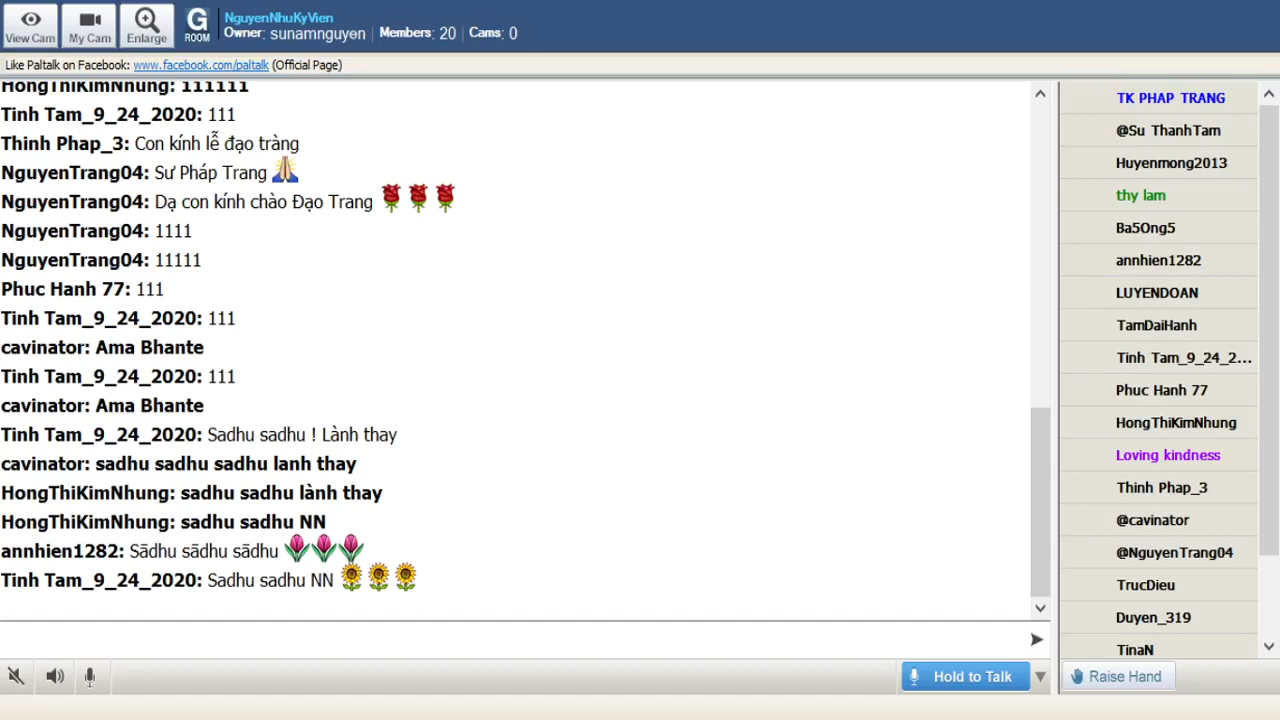 View Cam
My Cam
Enlarge
G
ROOM
NguyenNhuKyVien
Owner: sunamnguyen | Members: 20 | Cams: 0
Like Paltalk on Facebook: www.facebook.com/paltalk (Official Page)
HongThiKimNhung: 111111
Tinh Tam_9_24_2020: 111
Thinh Phap_3: Con kính lễ đạo tràng
NguyenTrang04: Sư Pháp Trang
NguyenTrang04: Dạ con kính chào Đạo Trang
NguyenTrang04: 1111
NguyenTrang04: 11111
Phuc Hanh 77: 111
Tinh Tam_9_24_2020: 111
cavinator: Ama Bhante
Tinh Tam_9_24_2020: 111
cavinator: Ama Bhante
Tinh Tam_9_24_2020: Sadhu sadhu ! Lành thay
cavinator: sadhu sadhu sadhu lanh thay
HongThiKimNhung: sadhu sadhu lành thay
HongThiKimNhung: sadhu sadhu NN
annhien1282: Sādhu sādhu sādhu
Tinh Tam_9_24_2020: Sadhu sadhu NN
TK PHAP TRANG
@Su ThanhTam
Huyenmong2013
thy lam
Ba5Ong5
annhien1282
LUYENDOAN
TamDaiHanh
Tinh Tam_9_24_2...
Phuc Hanh 77
HongThiKimNhung
Loving kindness
Thinh Phap_3
@cavinator
@NguyenTrang04
TrucDieu
Duyen_319
TinaN
Hold to Talk
Raise Hand